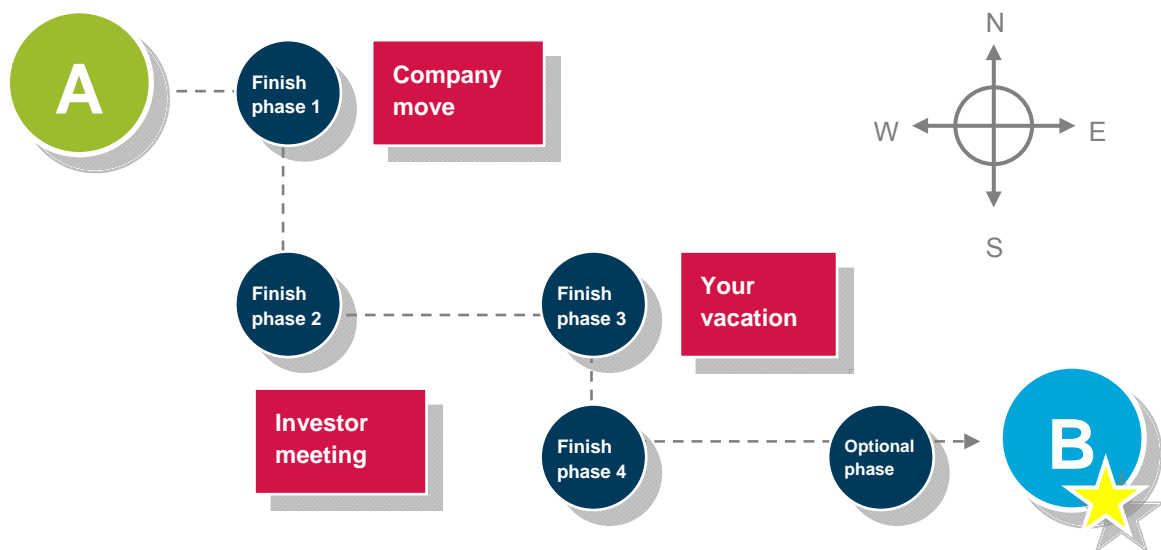 A
Finish
phase 1
Company
move
N
W
E
S
Finish
phase 2
Finish
phase 3
Your
vacation
Investor
meeting
Finish
phase 4
Optional
phase
B